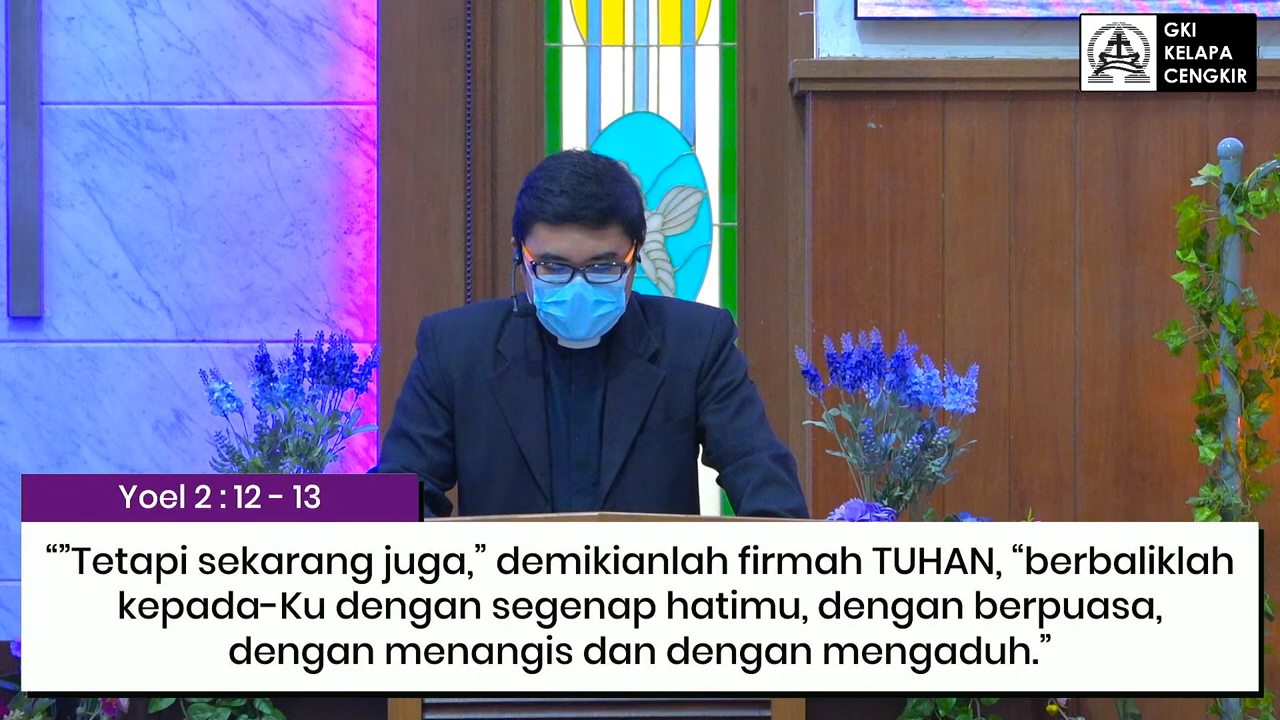 GKI
KELAPA
CENGKIR
Yoel 2 : 12 - 13
“”Tetapi sekarang juga,” demikianlah firmah TUHAN, “berbaliklah
kepada-Ku dengan segenap hatimu, dengan berpuasa,
dengan menangis dan dengan mengaduh.”